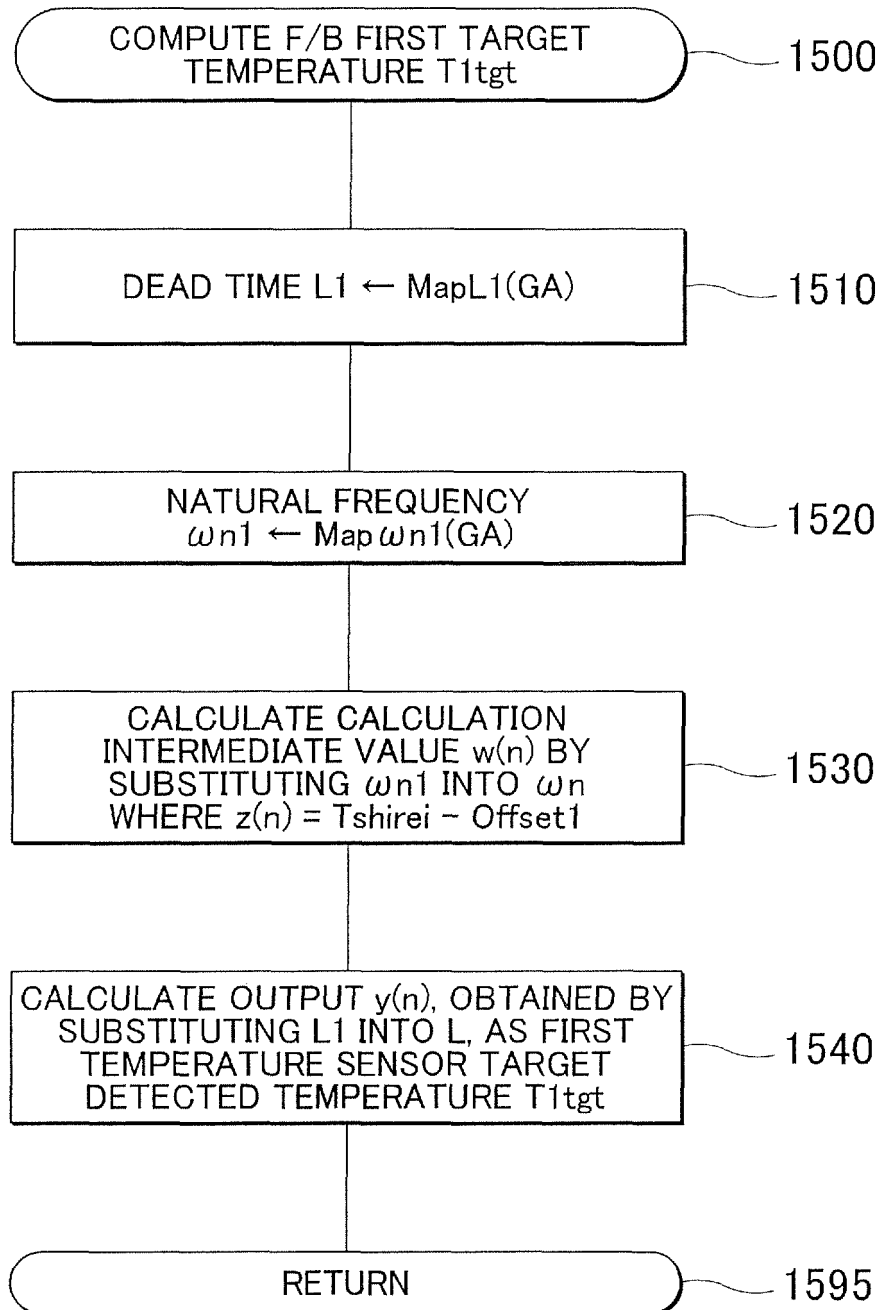 COMPUTE F/B FIRST TARGET
TEMPERATURE T1tgt
1500
DEAD TIME L1 ← MapL1(GA)
1510
NATURAL FREQUENCY
ωn1 ← Mapωn1(GA)
1520
CALCULATE CALCULATION
INTERMEDIATE VALUE w(n) BY
SUBSTITUTING ωn1 INTO ωn
WHERE z(n) = Tshirei - Offset1
1530
CALCULATE OUTPUT y(n), OBTAINED BY
SUBSTITUTING L1 INTO L, AS FIRST
TEMPERATURE SENSOR TARGET
DETECTED TEMPERATURE T1tgt
1540
RETURN
1595